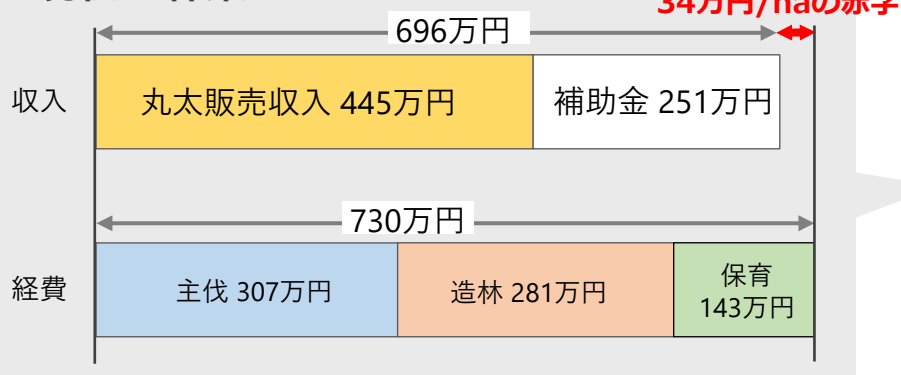 34万円/haの赤字
696万円
収入
丸太販売収入 445万円
補助金 251万円
730万円
経費
主伐 307万円
造林 281万円
保育
143万円